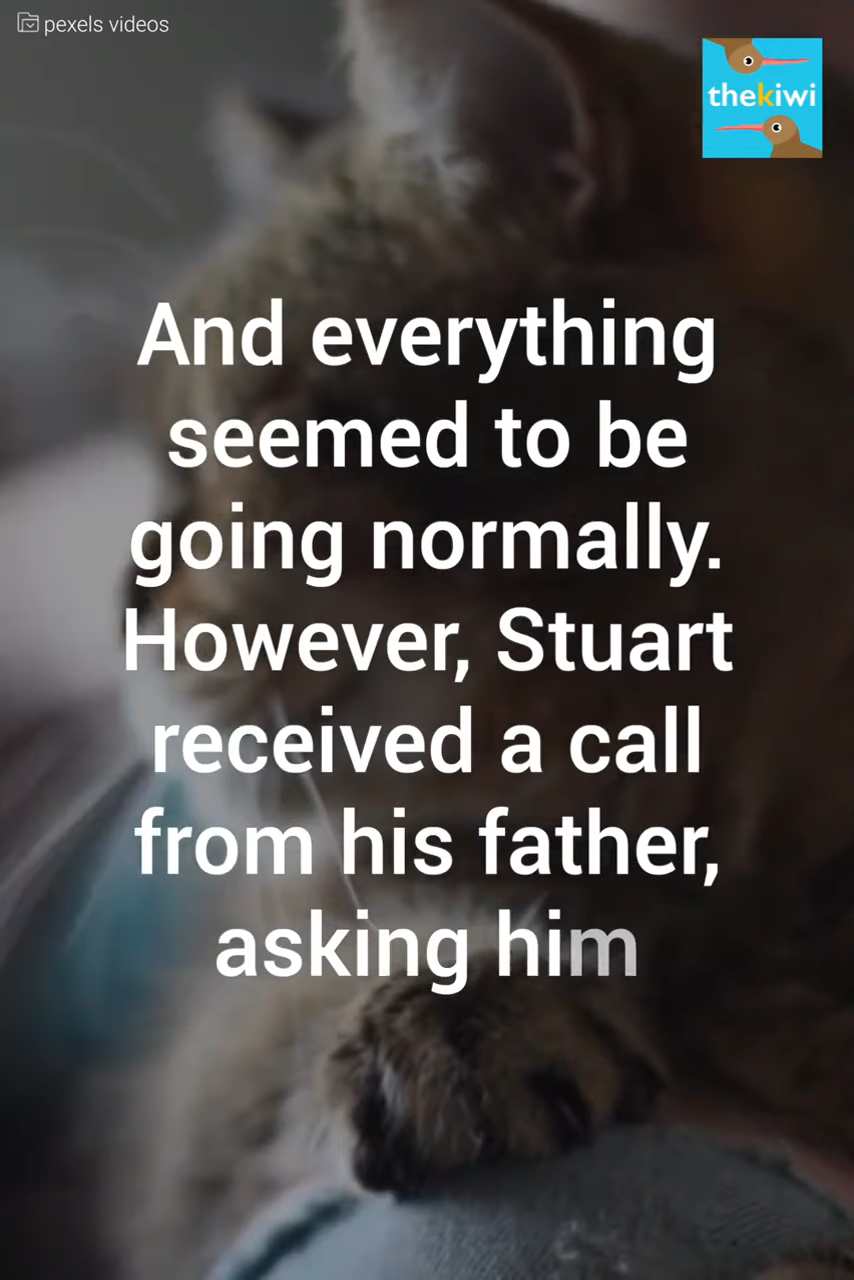 pexels videos
thekiwi
And everything
seemed to be
going normally.
However, Stuart
received a call
from his father,
asking him